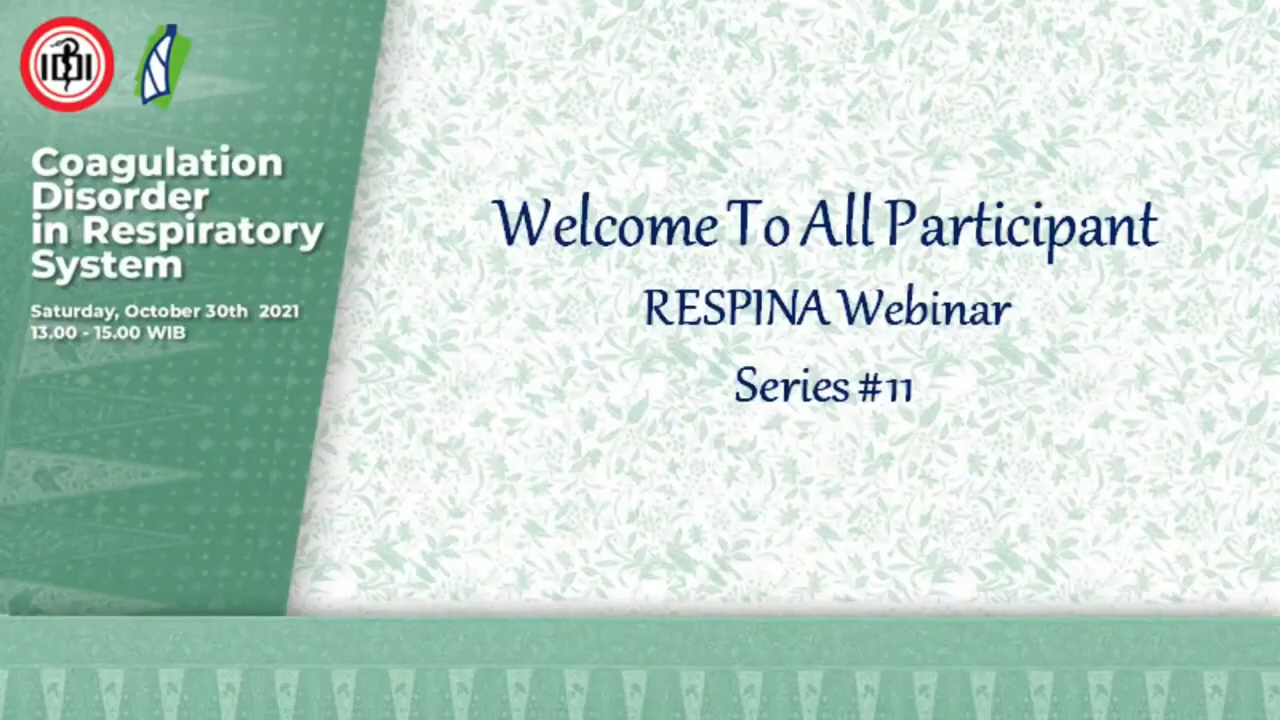 IDI
Coagulation
Disorder
in Respiratory
System
Saturday, October 30th 2021
13.00 - 15.00 WIB
Welcome To All Participant
RESPINA Webinar
Series #11